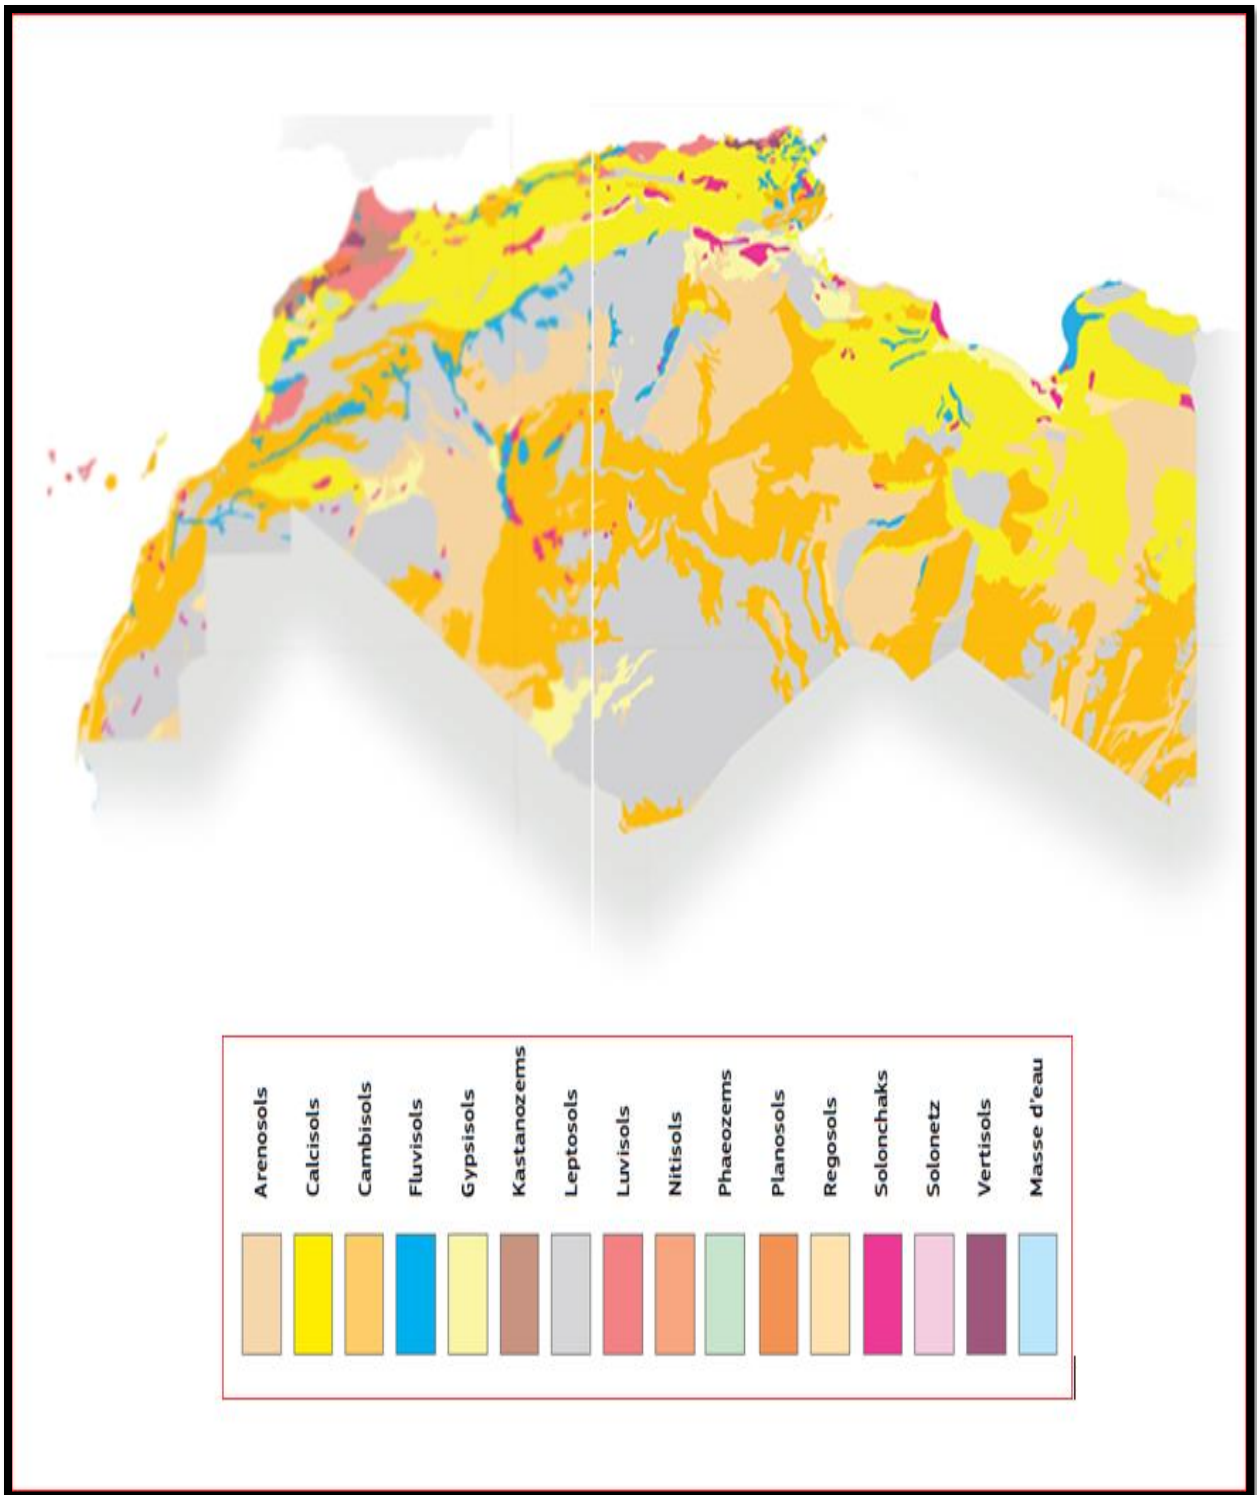 Arenosols
Calcisols
Cambisols
Fluvisols
Gypsisols
Kastanozems
Leptosols
Luvisols
Nitisols
Phaeozems
Planosols
Regosols
Solonchaks
Solonetz
Vertisols
Masse d'eau